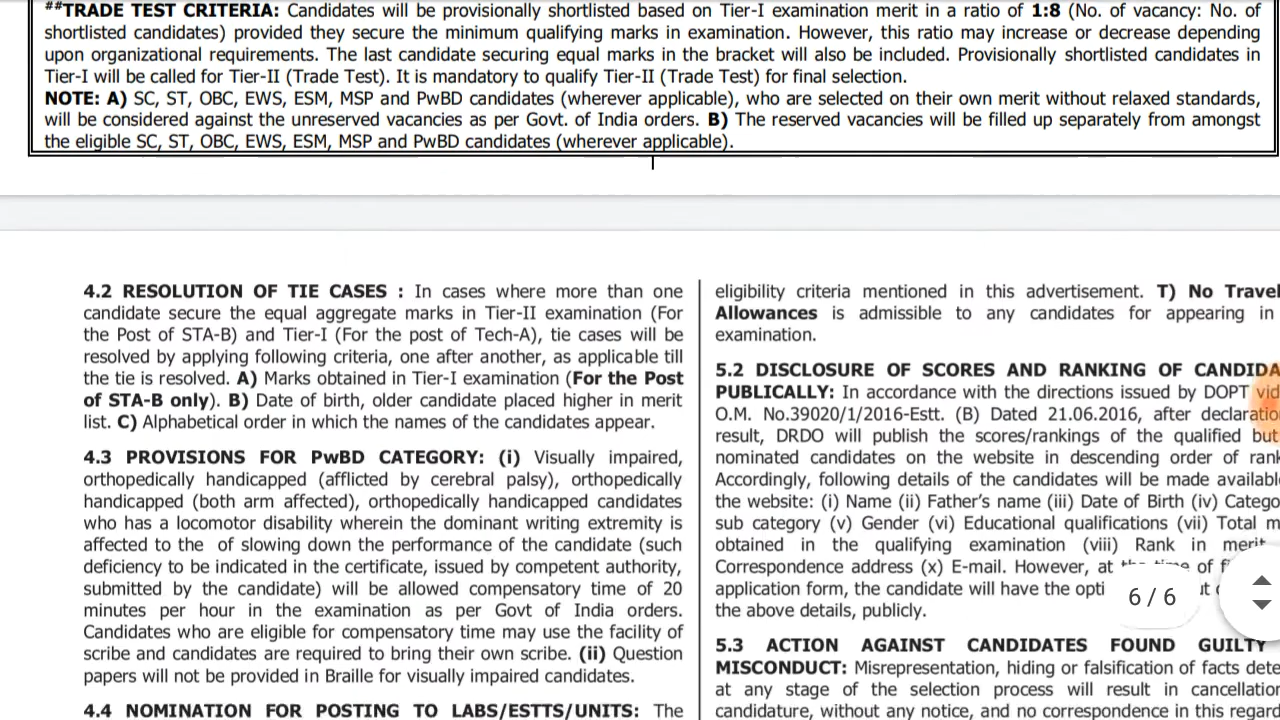 ##TRADE TEST CRITERIA: Candidates will be provisionally shortlisted based on Tier-I examination merit in a ratio of 1:8 (No. of vacancy: No. of
shortlisted candidates) provided they secure the minimum qualifying marks in examination. However, this ratio may increase or decrease depending
upon organizational requirements. The last candidate securing equal marks in the bracket will also be included. Provisionally shortlisted candidates in
Tier-I will be called for Tier-II (Trade Test). It is mandatory to qualify Tier-II (Trade Test) for final selection.
NOTE: A) SC, ST, OBC, EWS, ESM, MSP and PwBD candidates (wherever applicable), who are selected on their own merit without relaxed standards,
will be considered against the unreserved vacancies as per Govt. of India orders. B) The reserved vacancies will be filled up separately from amongst
the eligible SC, ST, OBC, EWS, ESM, MSP and PwBD candidates (wherever applicable).
4.2 RESOLUTION OF TIE CASES : In cases where more than one
candidate secure the equal aggregate marks in Tier-II examination (For
the Post of STA-B) and Tier-I (For the post of Tech-A), tie cases will be
resolved by applying following criteria, one after another, as applicable till
the tie is resolved. A) Marks obtained in Tier-I examination (For the Post
of STA-B only). B) Date of birth, older candidate placed higher in merit
list. C) Alphabetical order in which the names of the candidates appear.
4.3 PROVISIONS FOR PwBD CATEGORY: (i) Visually impaired,
orthopedically handicapped (afflicted by cerebral palsy), orthopedically
handicapped (both arm affected), orthopedically handicapped candidates
who has a locomotor disability wherein the dominant writing extremity is
affected to the of slowing down the performance of the candidate (such
deficiency to be indicated in the certificate, issued by competent authority,
submitted by the candidate) will be allowed compensatory time of 20
minutes per hour in the examination as per Govt of India orders.
Candidates who are eligible for compensatory time may use the facility of
scribe and candidates are required to bring their own scribe. (ii) Question
papers will not be provided in Braille for visually impaired candidates.
4.4 NOMINATION FOR POSTING TO LABS/ESTTS/UNITS: The
eligibility criteria mentioned in this advertisement. T) No Travel
Allowances is admissible to any candidates for appearing in
examination.
5.2 DISCLOSURE OF SCORES AND RANKING OF CANDIDA
PUBLICALLY: In accordance with the directions issued by DOPT vid
O.M. No.39020/1/2016-Estt. (B) Dated 21.06.2016, after declaratio
result, DRDO will publish the scores/rankings of the qualified but
nominated candidates on the website in descending order of rank
Accordingly, following details of the candidates will be made available
the website: (i) Name (ii) Father's name (iii) Date of Birth (iv) Catego
sub category (v) Gender (vi) Educational qualifications (vii) Total m
obtained in the qualifying examination (viii) Rank in merit
Correspondence address (x) E-mail. However, at the time of f
application form, the candidate will have the opti
the above details, publicly.
6 / 6
5.3 ACTION AGAINST CANDIDATES FOUND GUILTY
MISCONDUCT: Misrepresentation, hiding or falsification of facts dete
at any stage of the selection process will result in cancellation
candidature, without any notice, and no correspondence in this regard